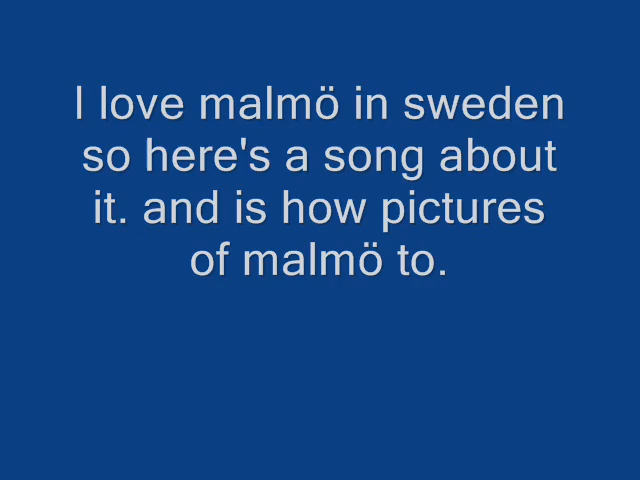 I love malmö in sweden
so here's a song about
it. and is how pictures
of malmö to.